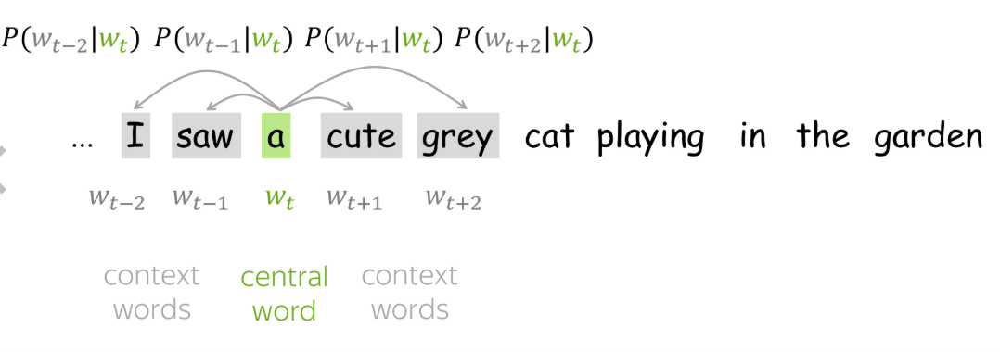 P(w_{t−2}|w_t) P(w_{t−1}|w_t) P(w_{t+1}|w_t) P(w_{t+2}|w_t)
... I saw a cute grey cat playing in the garden
w_{t−2} w_{t−1} w_t w_{t+1} w_{t+2}
context central context
words word words